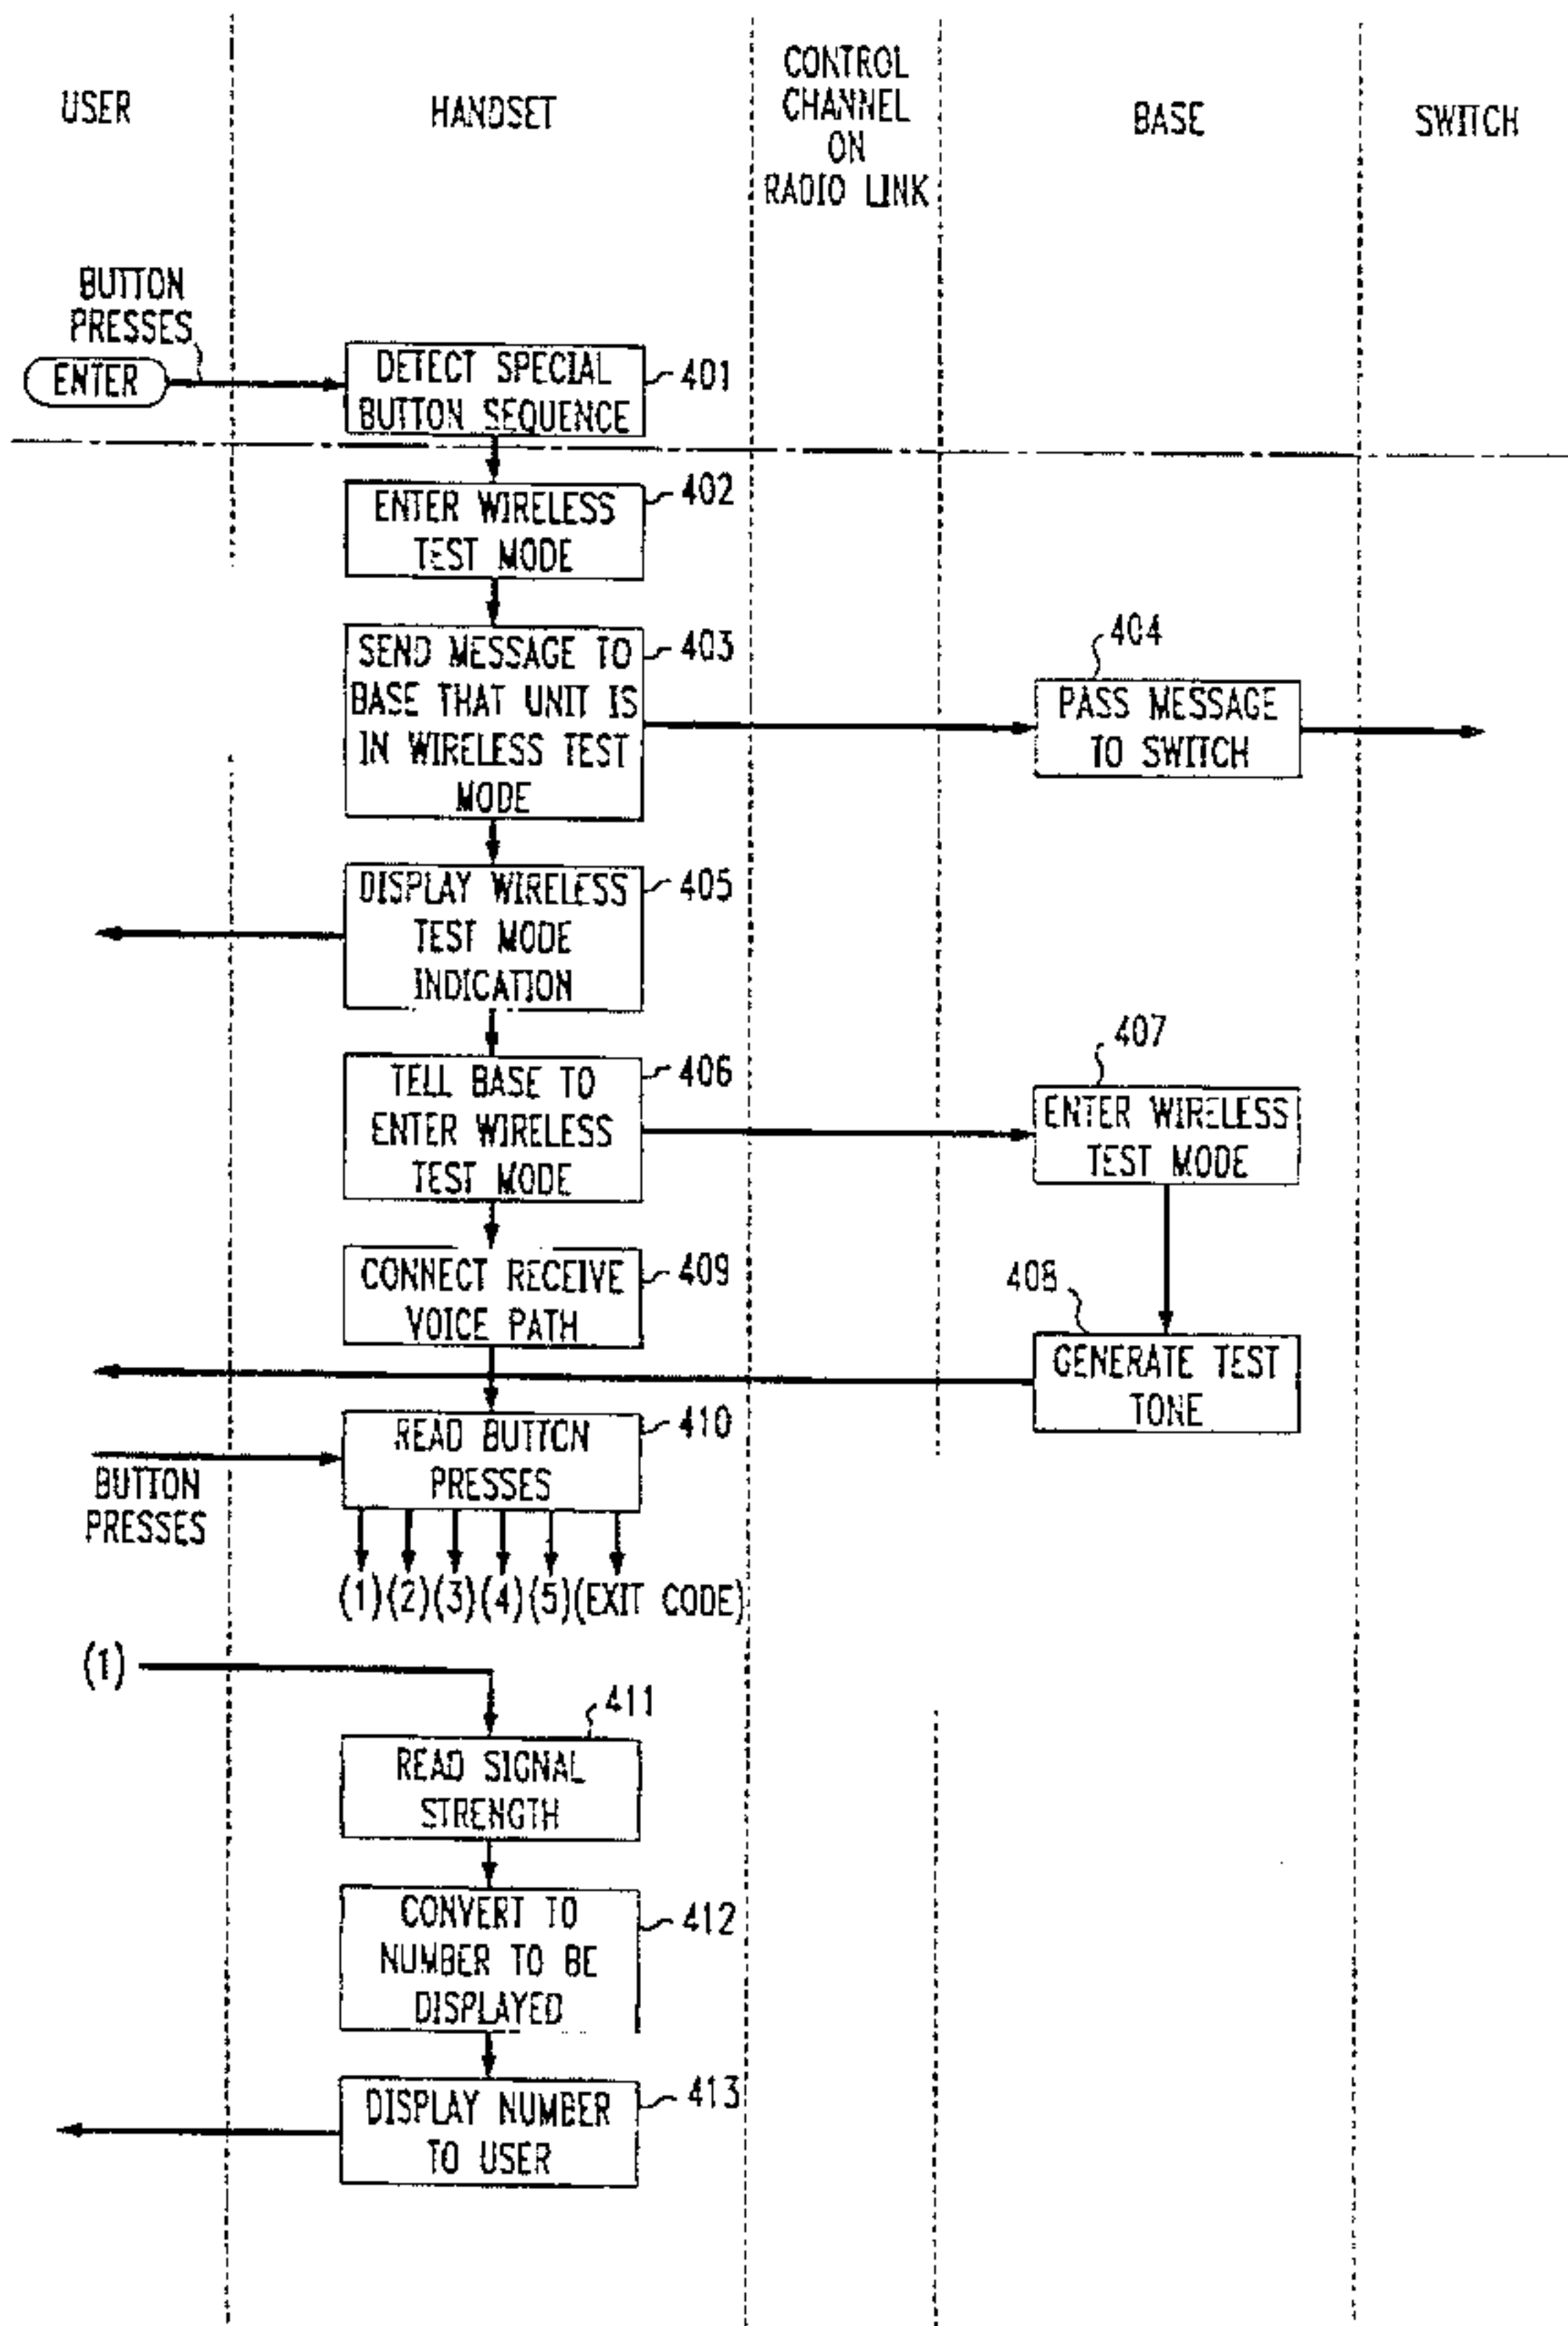 USER
HANDSET
CONTROL
CHANNEL
ON
RADIO LINK
BASE
SWITCH
BUTTON
PRESSES
ENTER
DETECT SPECIAL
BUTTON SEQUENCE
401
ENTER WIRELESS
TEST MODE
402
SEND MESSAGE TO
BASE THAT UNIT IS
IN WIRELESS TEST
MODE
403
404
PASS MESSAGE
TO SWITCH
DISPLAY WIRELESS
TEST MODE
INDICATION
405
TELL BASE TO
ENTER WIRELESS
TEST MODE
406
407
ENTER WIRELESS
TEST MODE
CONNECT RECEIVE
VOICE PATH
409
408
GENERATE TEST
TONE
READ BUTTON
PRESSES
410
BUTTON
PRESSES
(1) (2) (3) (4) (5) (EXIT CODE)
(1)
411
READ SIGNAL
STRENGTH
CONVERT TO
NUMBER TO BE
DISPLAYED
412
DISPLAY NUMBER
TO USER
413